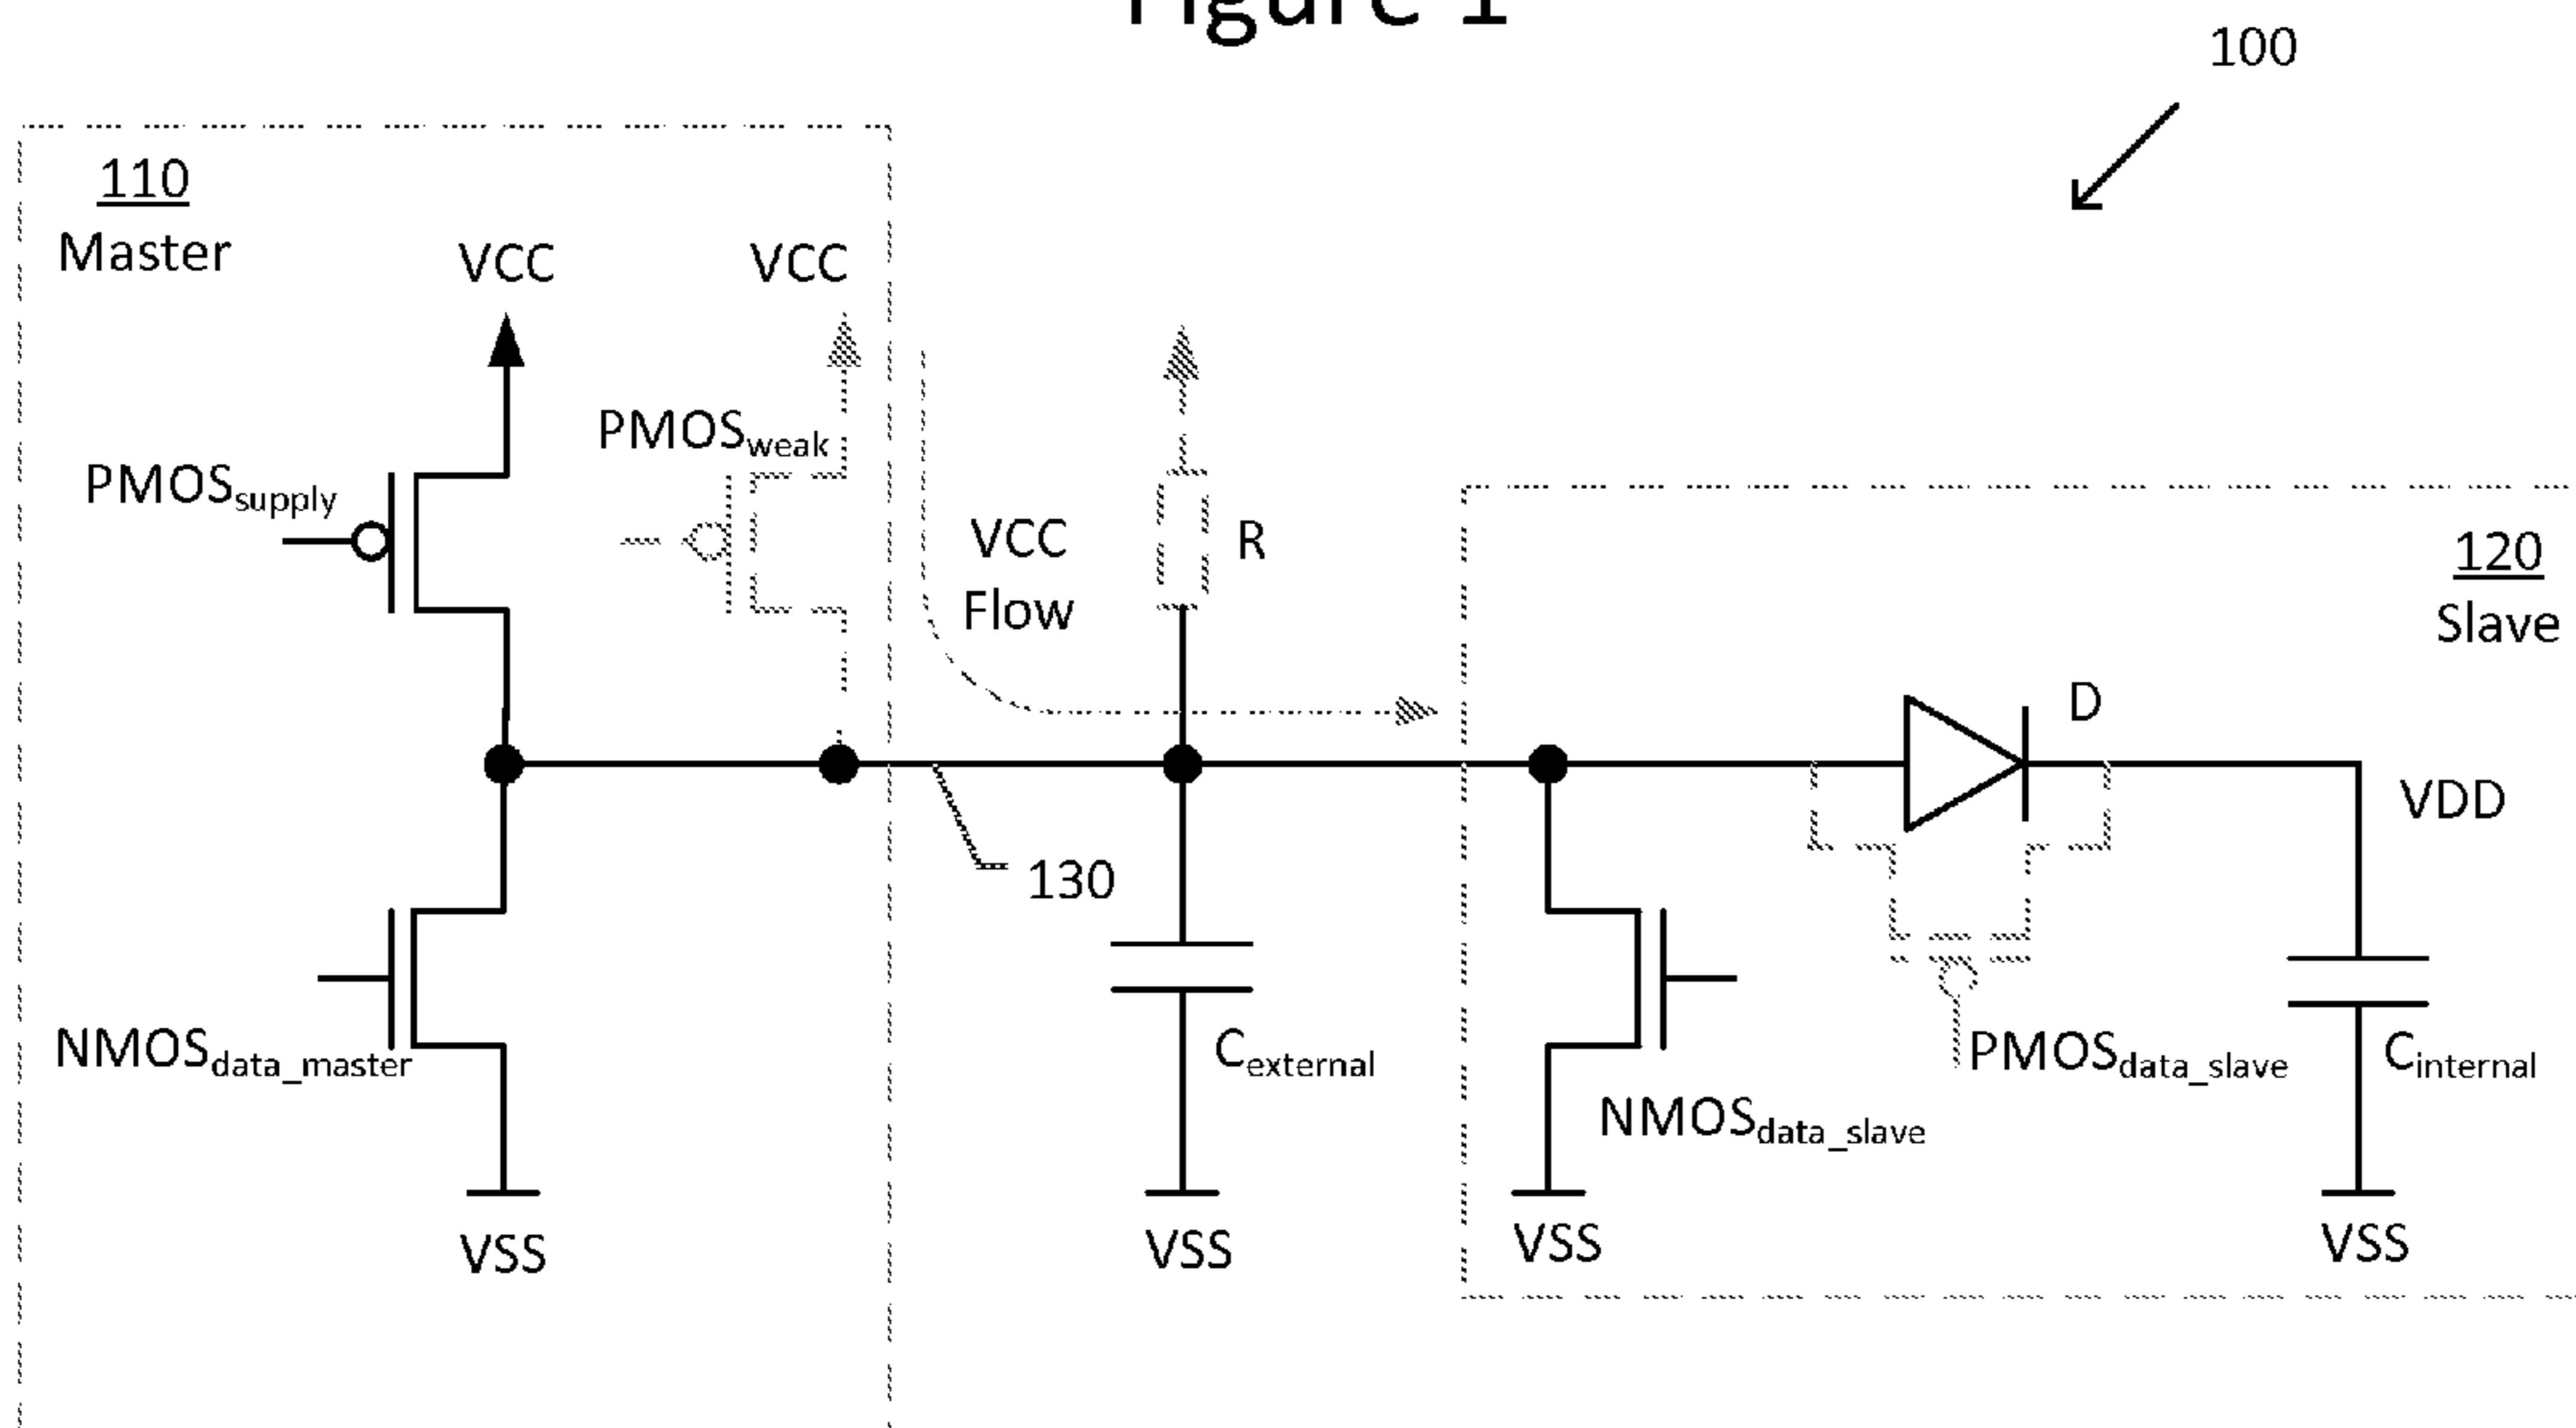 Figure 1
100
110
Master
VCC
VCC
PMOSweak
PMOSsupply
VCC
Flow
R
120
Slave
D
VDD
130
NMOSdata_master
Cexternal
PMOSdata_slave
Cinternal
NMOSdata_slave
VSS
VSS
VSS
VSS